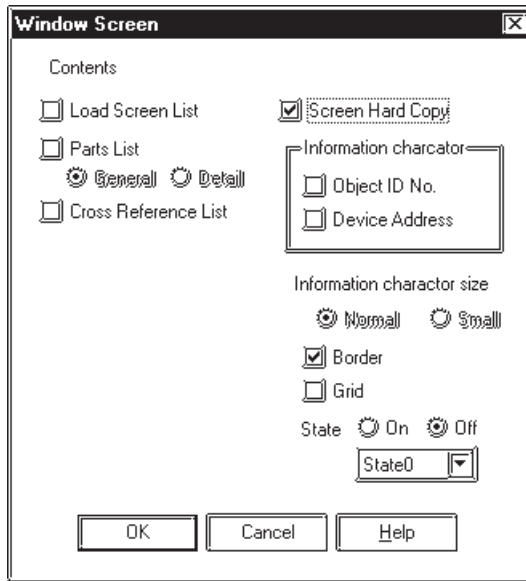 Window Screen
Contents
Load Screen List
Screen Hard Copy
Parts List
General Detail
Cross Reference List
Information charcator
Object ID No.
Device Address
Information charactor size
Normal Small
Border
Grid
State On Off
State0
OK Cancel Help